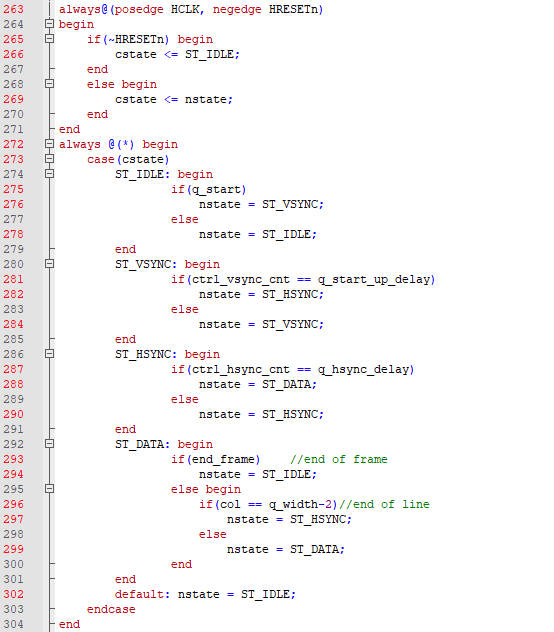 263 always@(posedge HCLK, negedge HRESETn)
264 begin
265     if(~HRESETn) begin
266         cstate <= ST_IDLE;
267     end
268     else begin
269         cstate <= nstate;
270     end
271 end
272 always @(*) begin
273     case(cstate)
274         ST_IDLE: begin
275                 if(q_start)
276                     nstate = ST_VSYNC;
277                 else
278                     nstate = ST_IDLE;
279         end
280         ST_VSYNC: begin
281                 if(ctrl_vsync_cnt == q_start_up_delay)
282                     nstate = ST_HSYNC;
283                 else
284                     nstate = ST_VSYNC;
285         end
286         ST_HSYNC: begin
287                 if(ctrl_hsync_cnt == q_hsync_delay)
288                     nstate = ST_DATA;
289                 else
290                     nstate = ST_HSYNC;
291         end
292         ST_DATA: begin
293                 if(end_frame)    //end of frame
294                     nstate = ST_IDLE;
295                 else begin
296                     if(col == q_width-2)//end of line
297                         nstate = ST_HSYNC;
298                     else
299                         nstate = ST_DATA;
300                 end
301         end
302         default: nstate = ST_IDLE;
303     endcase
304 end